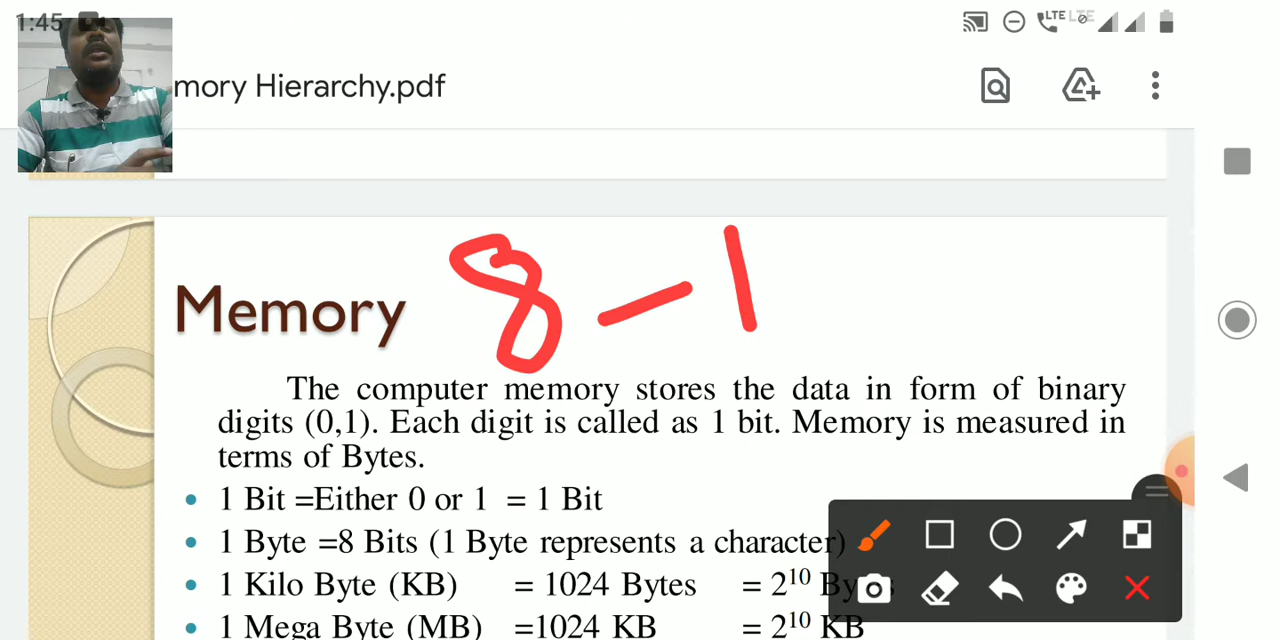 1:45
LTE LTE
mory Hierarchy.pdf
8 - 1
Memory
The computer memory stores the data in form of binary
digits (0,1). Each digit is called as 1 bit. Memory is measured in
terms of Bytes.
• 1 Bit =Either 0 or 1 = 1 Bit
• 1 Byte =8 Bits (1 Byte represents a character)
• 1 Kilo Byte (KB) = 1024 Bytes = 2¹⁰
• 1 Mega Byte (MB) =1024 KB = 2¹⁰ KB